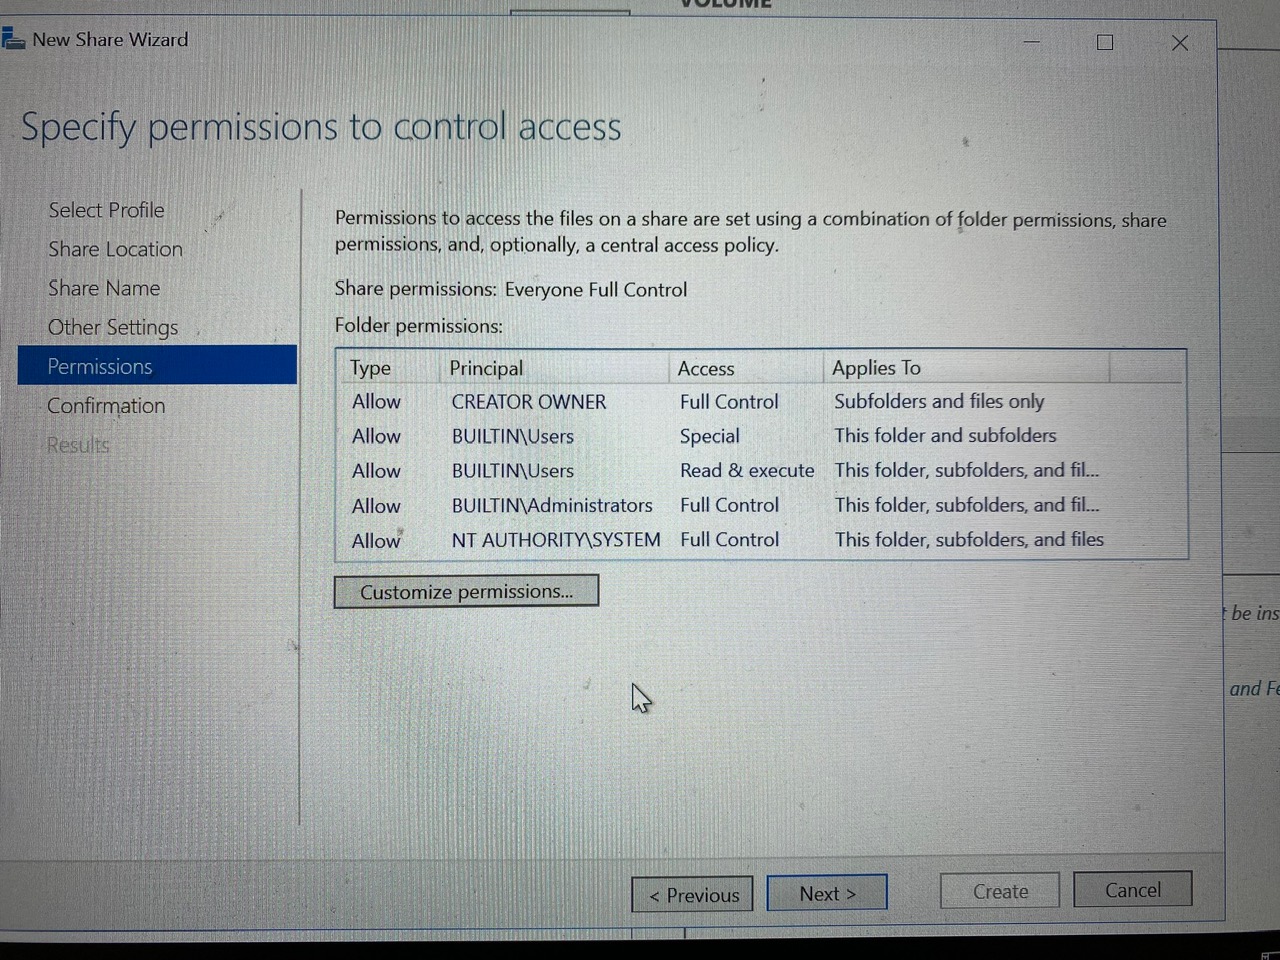 VOLUME
New Share Wizard
Specify permissions to control access
Select Profile
Share Location
Share Name
Other Settings
Permissions
Confirmation
Results
Permissions to access the files on a share are set using a combination of folder permissions, share
permissions, and, optionally, a central access policy.
Share permissions: Everyone Full Control
Folder permissions:
Type Principal Access Applies To
Allow CREATOR OWNER Full Control Subfolders and files only
Allow BUILTIN\Users Special This folder and subfolders
Allow BUILTIN\Users Read & execute This folder, subfolders, and fil...
Allow BUILTIN\Administrators Full Control This folder, subfolders, and fil...
Allow NT AUTHORITY\SYSTEM Full Control This folder, subfolders, and files
Customize permissions...
be ins
and Fe
< Previous Next > Create Cancel